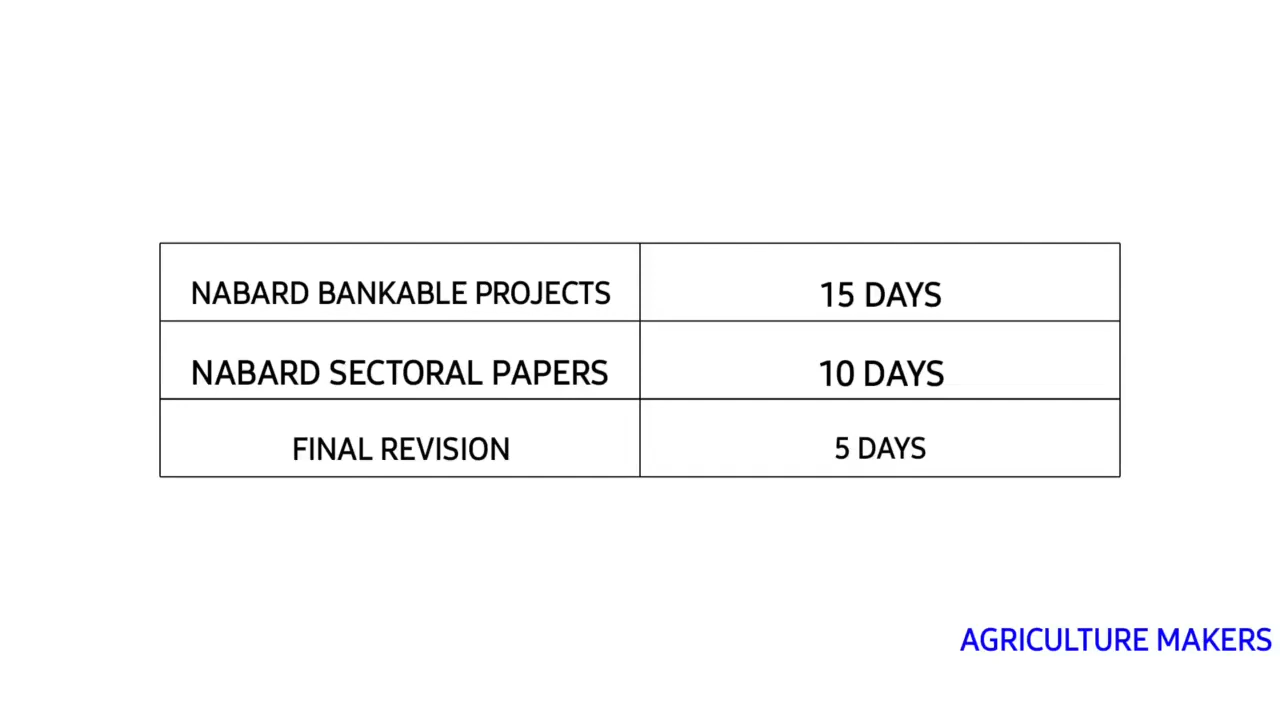 NABARD BANKABLE PROJECTS 15 DAYS
NABARD SECTORAL PAPERS 10 DAYS
FINAL REVISION 5 DAYS
AGRICULTURE MAKERS